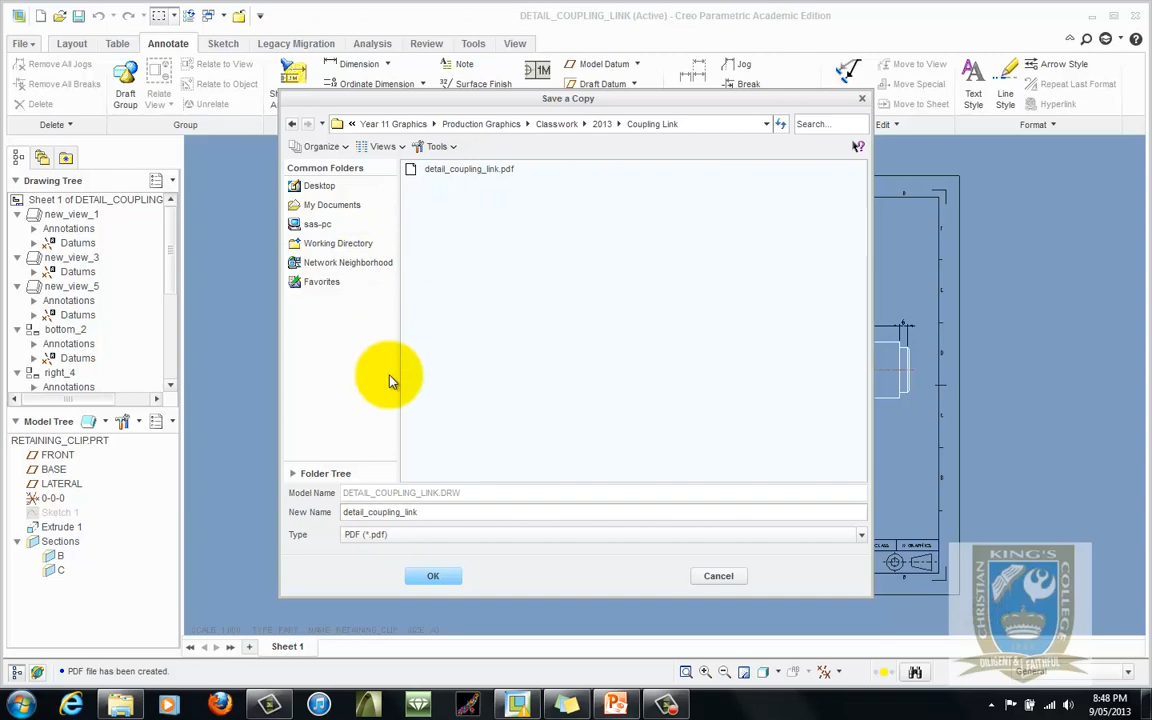 DETAIL_COUPLING_LINK (Active) - Creo Parametric Academic Edition
File Layout Table Annotate Sketch Legacy Migration Analysis Review Tools View
Remove All Jogs
Remove All Breaks
Delete
Draft Group
Relate View
Relate to View
Relate to Object
Unrelate
Dimension
Ordinate Dimension
Note
Surface Finish
Model Datum
Draft Datum
Jog
Break
Move to View
Move Special
Move to Sheet
Text Style
Line Style
Arrow Style
Repeat Last Format
Hyperlink
Delete Group Edit Format
Save a Copy
Year 11 Graphics Production Graphics Classwork 2013 Coupling Link Search...
Organize Views Tools
Common Folders
Desktop
My Documents
sas-pc
Working Directory
Network Neighborhood
Favorites
Folder Tree
detail_coupling_link.pdf
Model Name DETAIL_COUPLING_LINK.DRW
New Name detail_coupling_link
Type PDF (*.pdf)
OK Cancel
Drawing Tree
Sheet 1 of DETAIL_COUPLING
new_view_1
Annotations
Datums
new_view_3
Annotations
Datums
new_view_5
Annotations
Datums
bottom_2
Annotations
Datums
right_4
Annotations
Model Tree
RETAINING_CLIP.PRT
FRONT
BASE
LATERAL
0-0-0
Sketch 1
Extrude 1
Sections
B
C
CHRISTIAN KING'S COLLEGE
DILIGENT & FAITHFUL
Sheet 1
PDF file has been created.
General
8:48 PM
9/05/2013